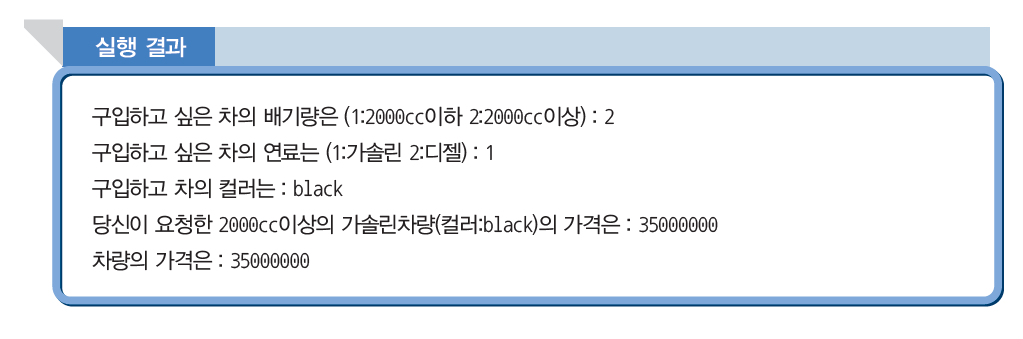 실행 결과
구입하고 싶은 차의 배기량은 (1:2000cc이하 2:2000cc이상) : 2
구입하고 싶은 차의 연료는 (1:가솔린 2:디젤) : 1
구입하고 차의 컬러는 : black
당신이 요청한 2000cc이상의 가솔린차량(컬러:black)의 가격은 : 35000000
차량의 가격은 : 35000000